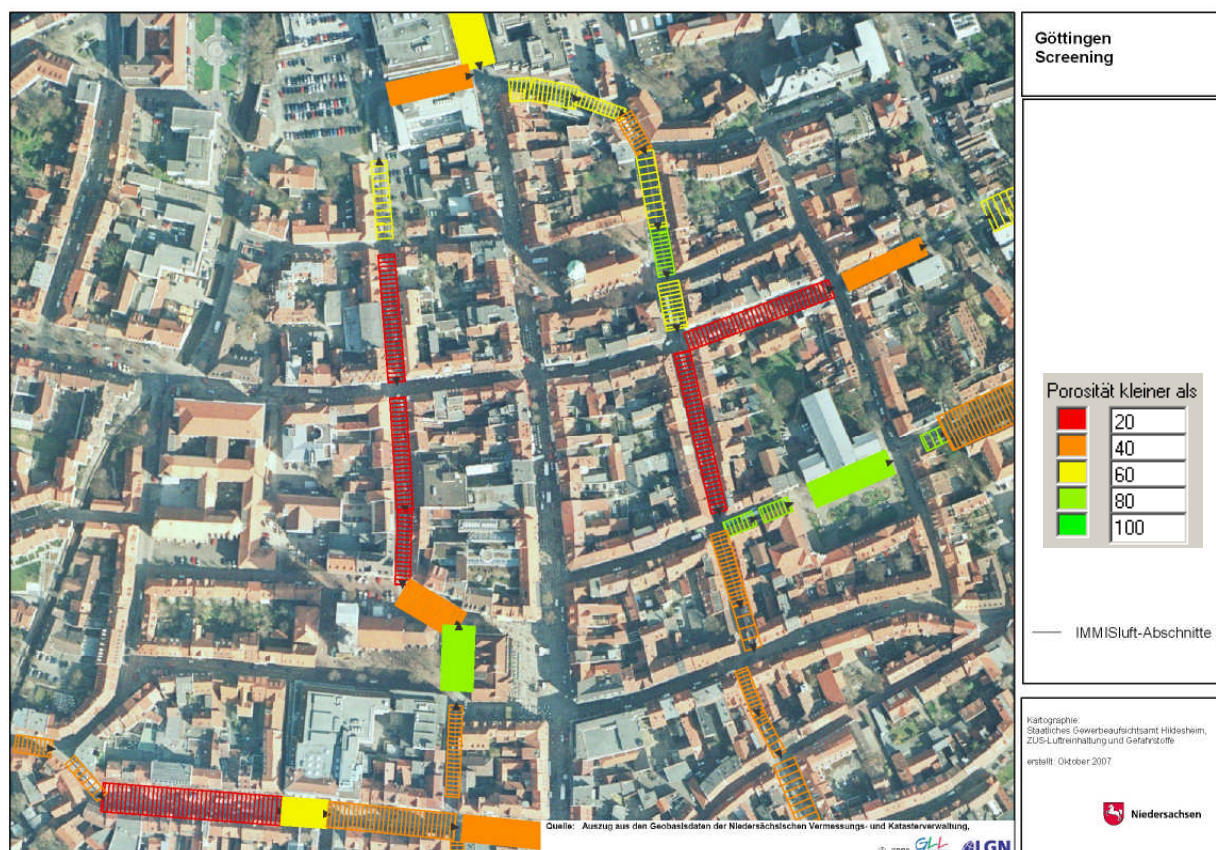 Göttingen
Screening
Porosität kleiner als
20
40
60
80
100
IMMISluft-Abschnitte
Kartographie:
Staatliches Gewerbeaufsichtsamt Hildesheim,
ZUS-Luftreinhaltung und Gefahrstoffe
erstellt: Oktober 2007
Niedersachsen
Quelle: Auszug aus den Geobasisdaten der Niedersächsischen Vermessungs- und Katasterverwaltung,
GLL LGN